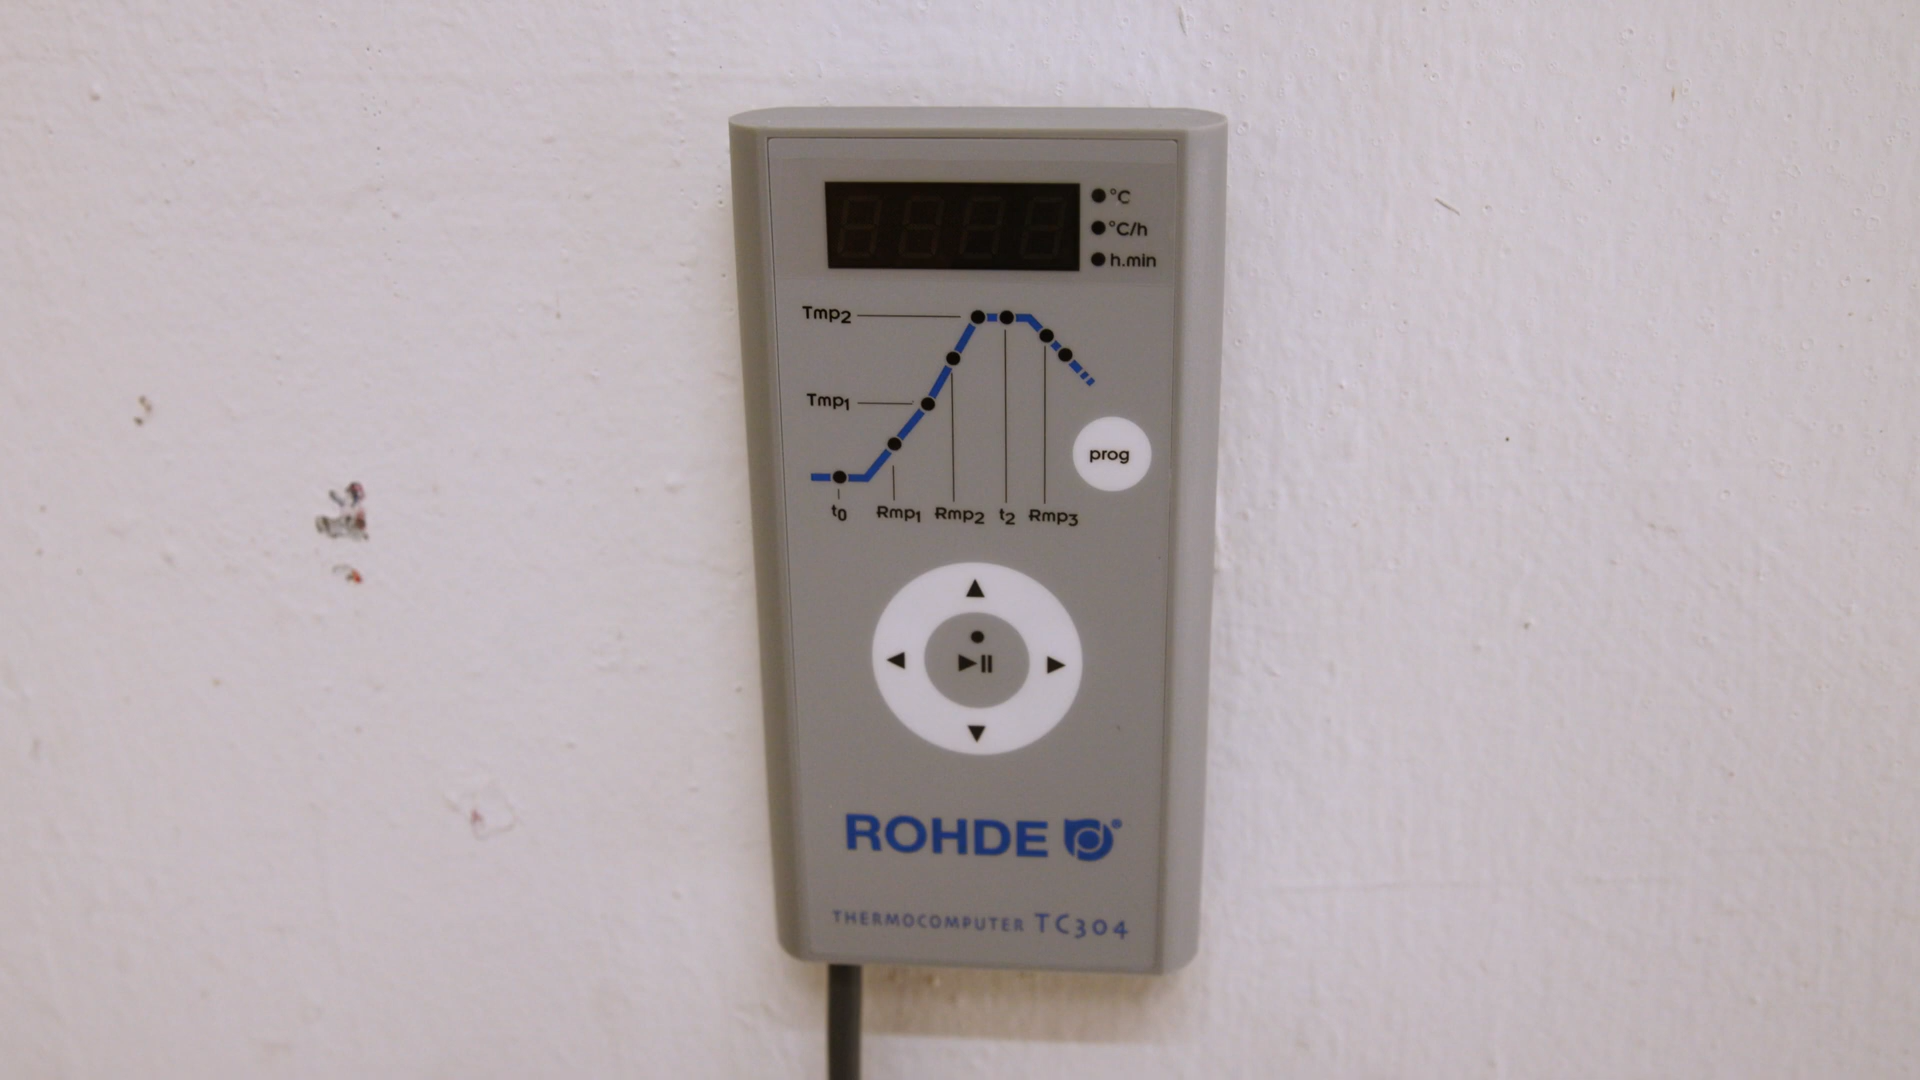 °C
°C/h
h.min
Tmp2
Tmp1
prog
t0 Rmp1 Rmp2 t2 Rmp3
ROHDE ®
THERMOCOMPUTER TC304